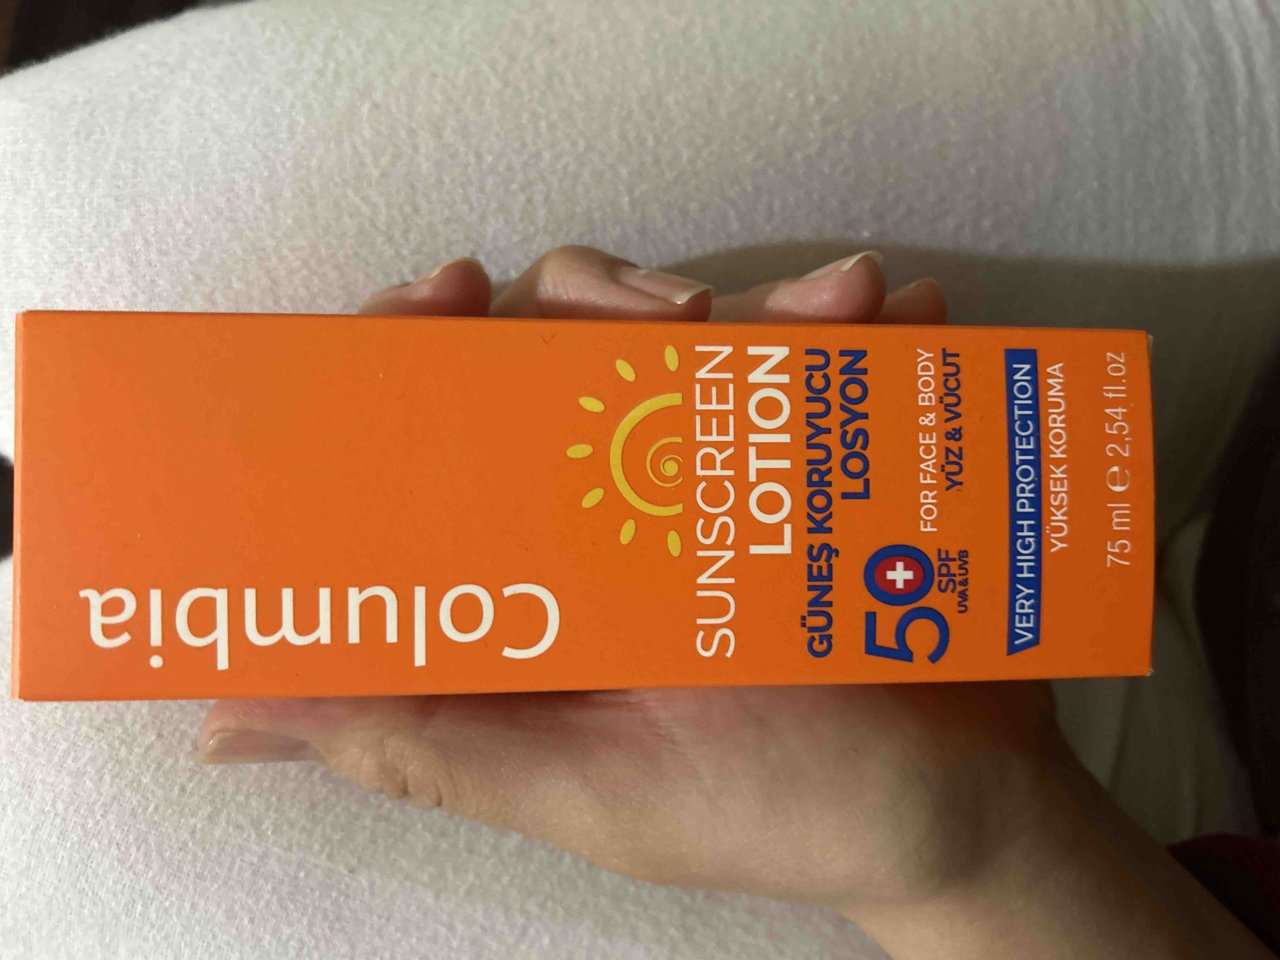 Columbia
SUNSCREEN
LOTION
GÜNEŞ KORUYUCU
LOSYON
50+
SPF
UVA&UVB
FOR FACE & BODY
YÜZ & VÜCUT
VERY HIGH PROTECTION
YÜKSEK KORUMA
75 ml ℮ 2,54 fl.oz